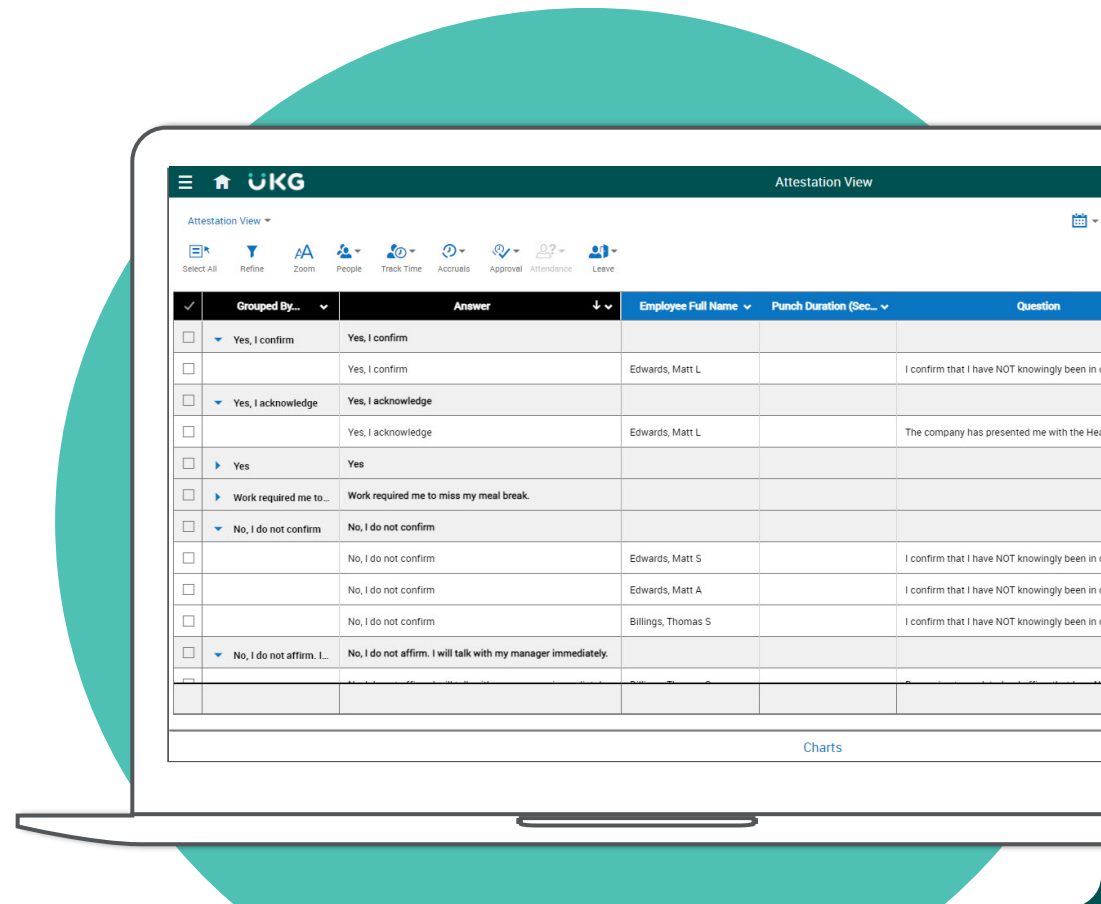 UKG
Attestation View
Attestation View
Select All Refine Zoom People Track Time Accruals Approval Attendance Leave
Grouped By... Answer Employee Full Name Punch Duration (Sec... Question
Yes, I confirm Yes, I confirm
Yes, I confirm Edwards, Matt L I confirm that I have NOT knowingly been in
Yes, I acknowledge Yes, I acknowledge
Yes, I acknowledge Edwards, Matt L The company has presented me with the
Yes Yes
Work required me to... Work required me to miss my meal break.
No, I do not confirm No, I do not confirm
No, I do not confirm Edwards, Matt S I confirm that I have NOT knowingly been in
No, I do not confirm Edwards, Matt A I confirm that I have NOT knowingly been in
No, I do not confirm Billings, Thomas S I confirm that I have NOT knowingly been in
No, I do not affirm. I... No, I do not affirm. I will talk with my manager immediately.
Charts